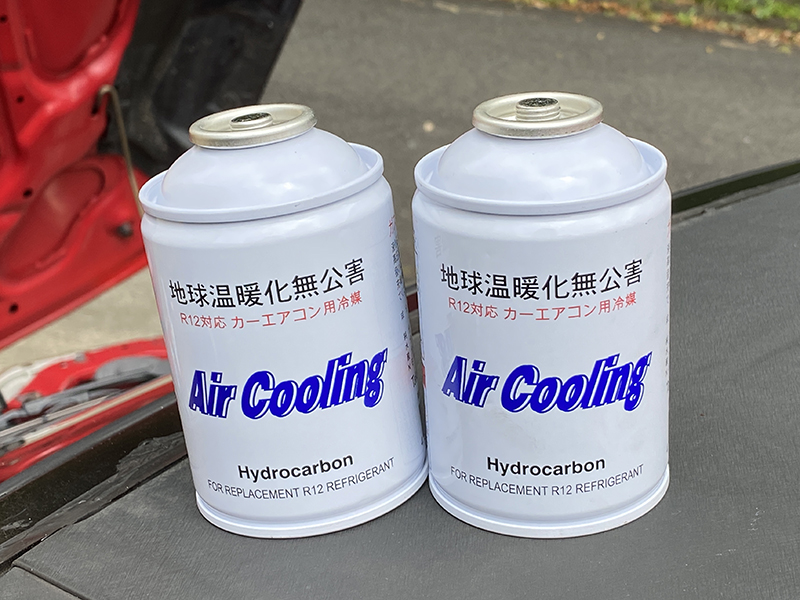 地球温暖化無公害
R12対応 カーエアコン用冷媒
Air Cooling
Hydrocarbon
FOR REPLACEMENT R12 REFRIGERANT
地球温暖化無公害
R12対応 カーエアコン用冷媒
Air Cooling
Hydrocarbon
FOR REPLACEMENT R12 REFRIGERANT